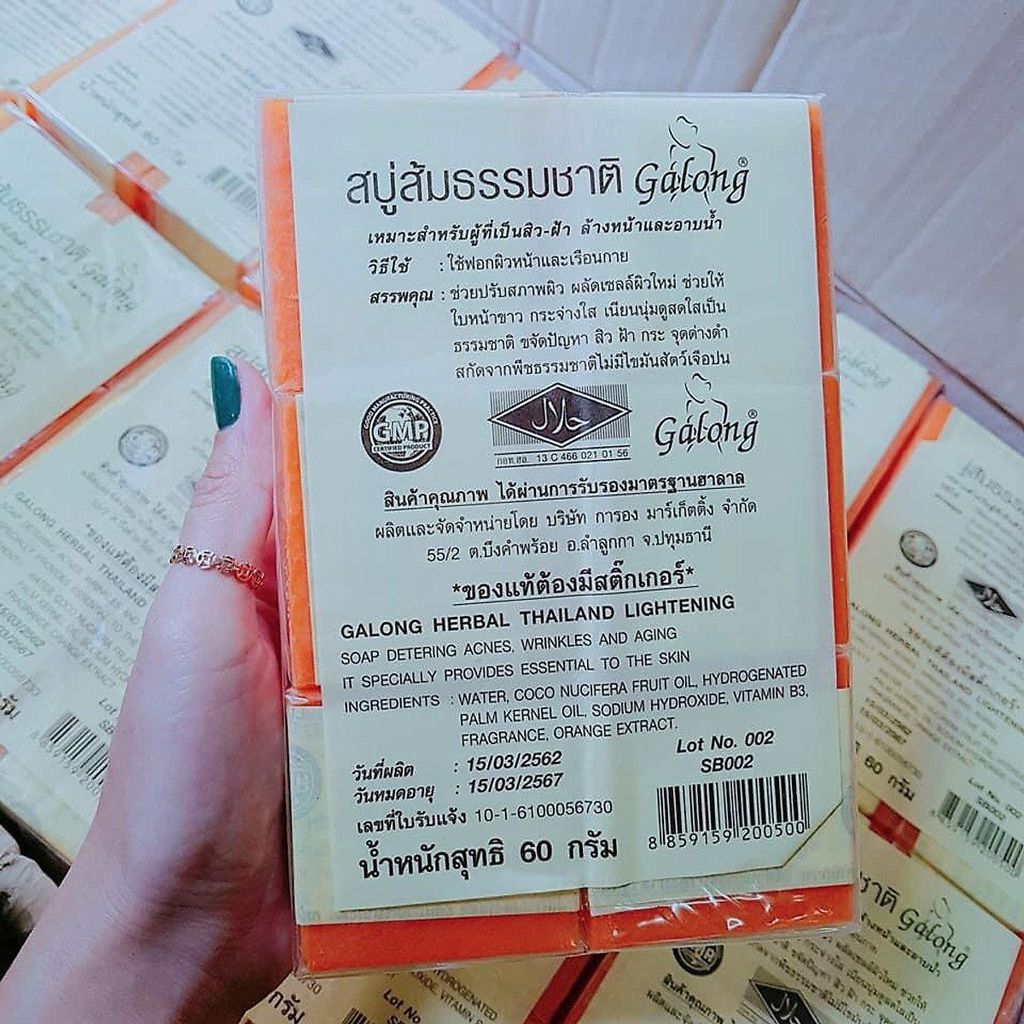 สบู่ส้มธรรมชาติ Galong®
เหมาะสำหรับผู้ที่เป็นสิว-ฝ้า ล้างหน้าและอาบน้ำ
วิธีใช้ : ใช้ฟอกผิวหน้าและเรือนกาย
สรรพคุณ : ช่วยปรับสภาพผิว ผลัดเซลล์ผิวใหม่ ช่วยให้
ใบหน้าขาว กระจ่างใส เนียนนุ่มดูสดใสเป็น
ธรรมชาติ ขจัดปัญหา สิว ฝ้า กระ จุดด่างดำ
สกัดจากพืชธรรมชาติไม่มีไขมันสัตว์เจือปน
GOOD MANUFACTURING PRACTICE
GMP
CERTIFIED PRODUCT
حلال
กอท.ฮล. 13 C 466 021 01 56
Galong®
สินค้าคุณภาพ ได้ผ่านการรับรองมาตรฐานฮาลาล
ผลิตและจัดจำหน่ายโดย บริษัท การอง มาร์เก็ตติ้ง จำกัด
55/2 ต.บึงคำพร้อย อ.ลำลูกกา จ.ปทุมธานี
*ของแท้ต้องมีสติ๊กเกอร์*
GALONG HERBAL THAILAND LIGHTENING
SOAP DETERING ACNES, WRINKLES AND AGING
IT SPECIALLY PROVIDES ESSENTIAL TO THE SKIN
INGREDIENTS : WATER, COCO NUCIFERA FRUIT OIL, HYDROGENATED
PALM KERNEL OIL, SODIUM HYDROXIDE, VITAMIN B3,
FRAGRANCE, ORANGE EXTRACT.
วันที่ผลิต : 15/03/2562
วันหมดอายุ : 15/03/2567
เลขที่ใบรับแจ้ง 10-1-6100056730
น้ำหนักสุทธิ 60 กรัม
Lot No. 002
SB002
8 859159 200500